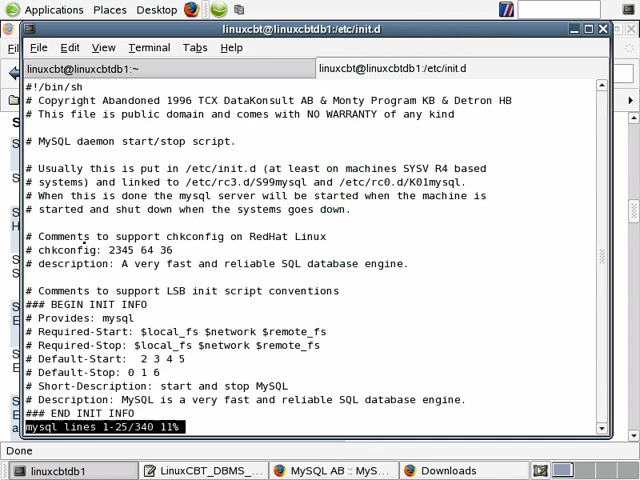 Applications Places Desktop
linuxcbt@linuxcbtdb1:/etc/init.d
File Edit View Terminal Tabs Help
linuxcbt@linuxcbtdb1:~
linuxcbt@linuxcbtdb1:/etc/init.d
#!/bin/sh
# Copyright Abandoned 1996 TCX DataKonsult AB & Monty Program KB & Detron HB
# This file is public domain and comes with NO WARRANTY of any kind
# MySQL daemon start/stop script.
# Usually this is put in /etc/init.d (at least on machines SYSV R4 based
# systems) and linked to /etc/rc3.d/S99mysql and /etc/rc0.d/K01mysql.
# When this is done the mysql server will be started when the machine is
# started and shut down when the systems goes down.
# Comments to support chkconfig on RedHat Linux
# chkconfig: 2345 64 36
# description: A very fast and reliable SQL database engine.
# Comments to support LSB init script conventions
### BEGIN INIT INFO
# Provides: mysql
# Required-Start: $local_fs $network $remote_fs
# Required-Stop: $local_fs $network $remote_fs
# Default-Start:  2 3 4 5
# Default-Stop: 0 1 6
# Short-Description: start and stop MySQL
# Description: MySQL is a very fast and reliable SQL database engine.
### END INIT INFO
mysql lines 1-25/340 11%
Done
linuxcbtdb1
LinuxCBT_DBMS_...
MySQL AB :: MyS...
Downloads